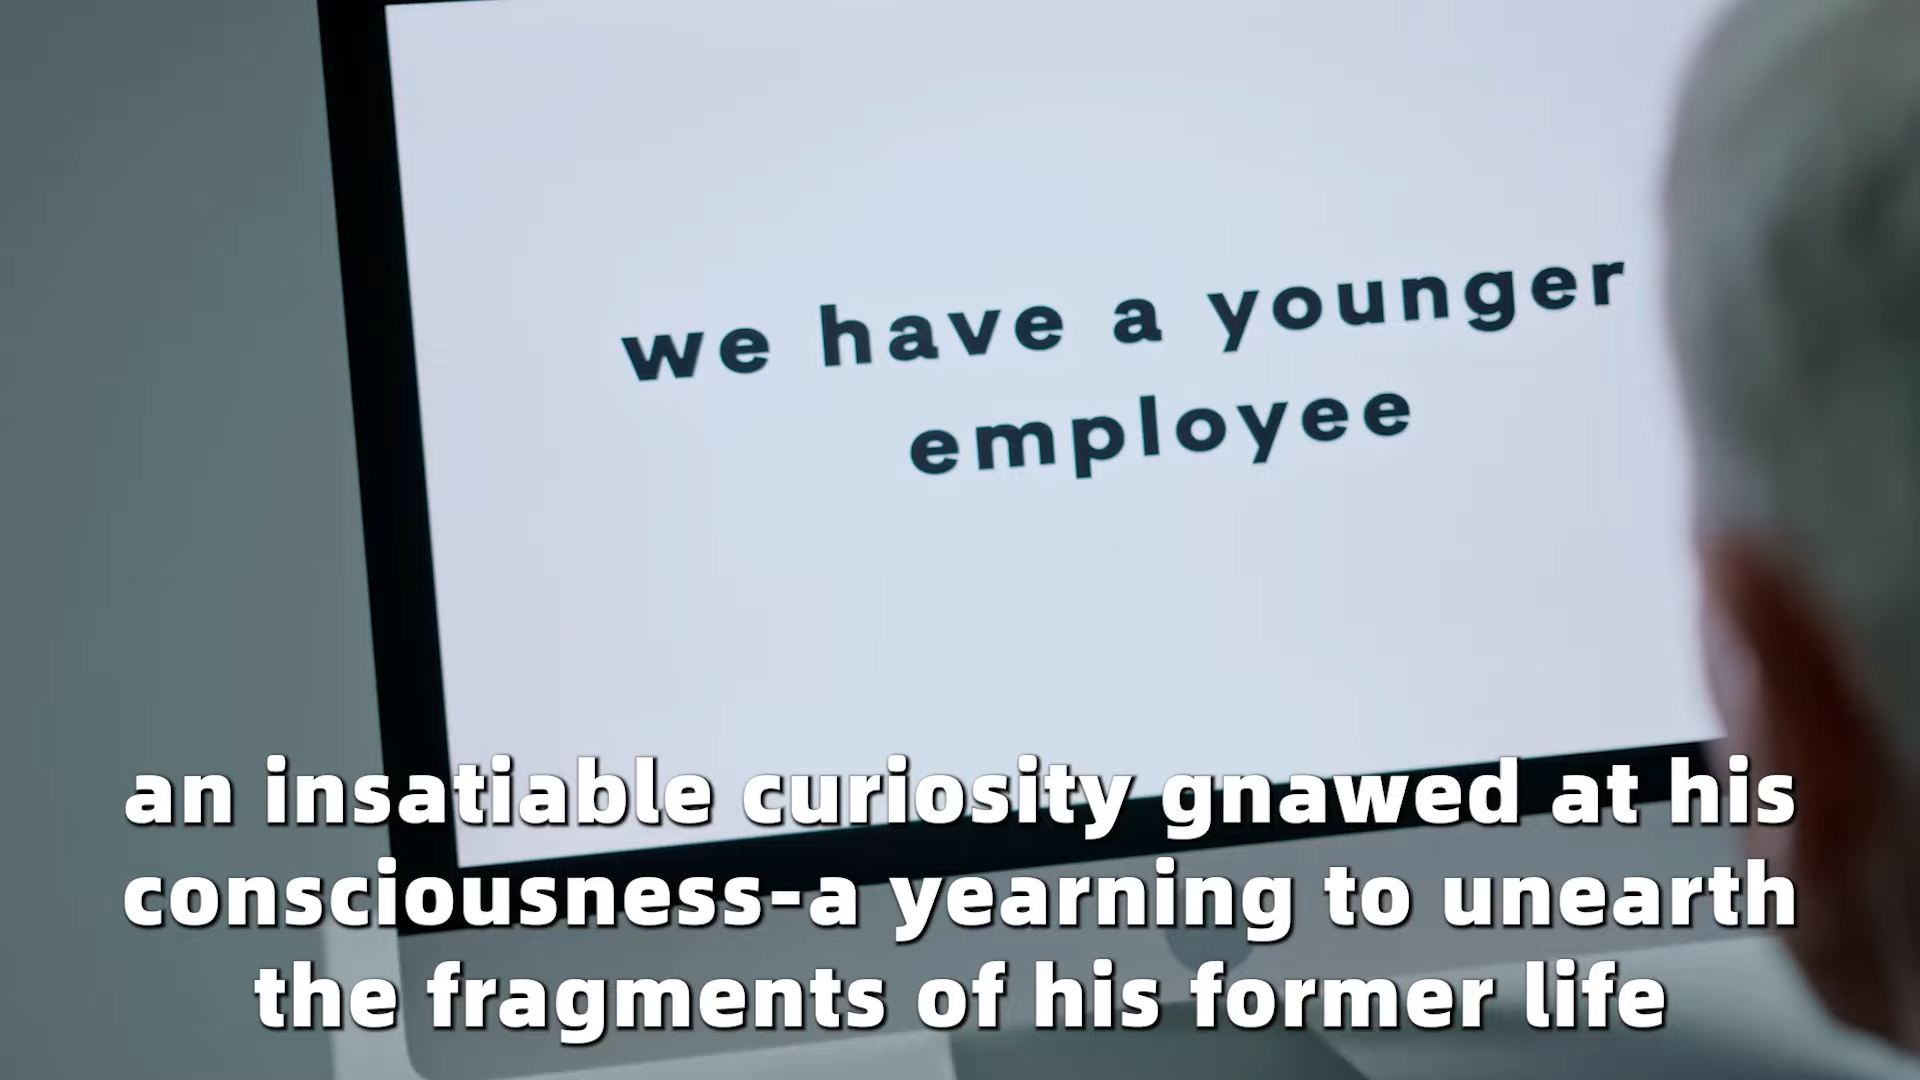 we have a younger
employee
an insatiable curiosity gnawed at his
consciousness-a yearning to unearth
the fragments of his former life